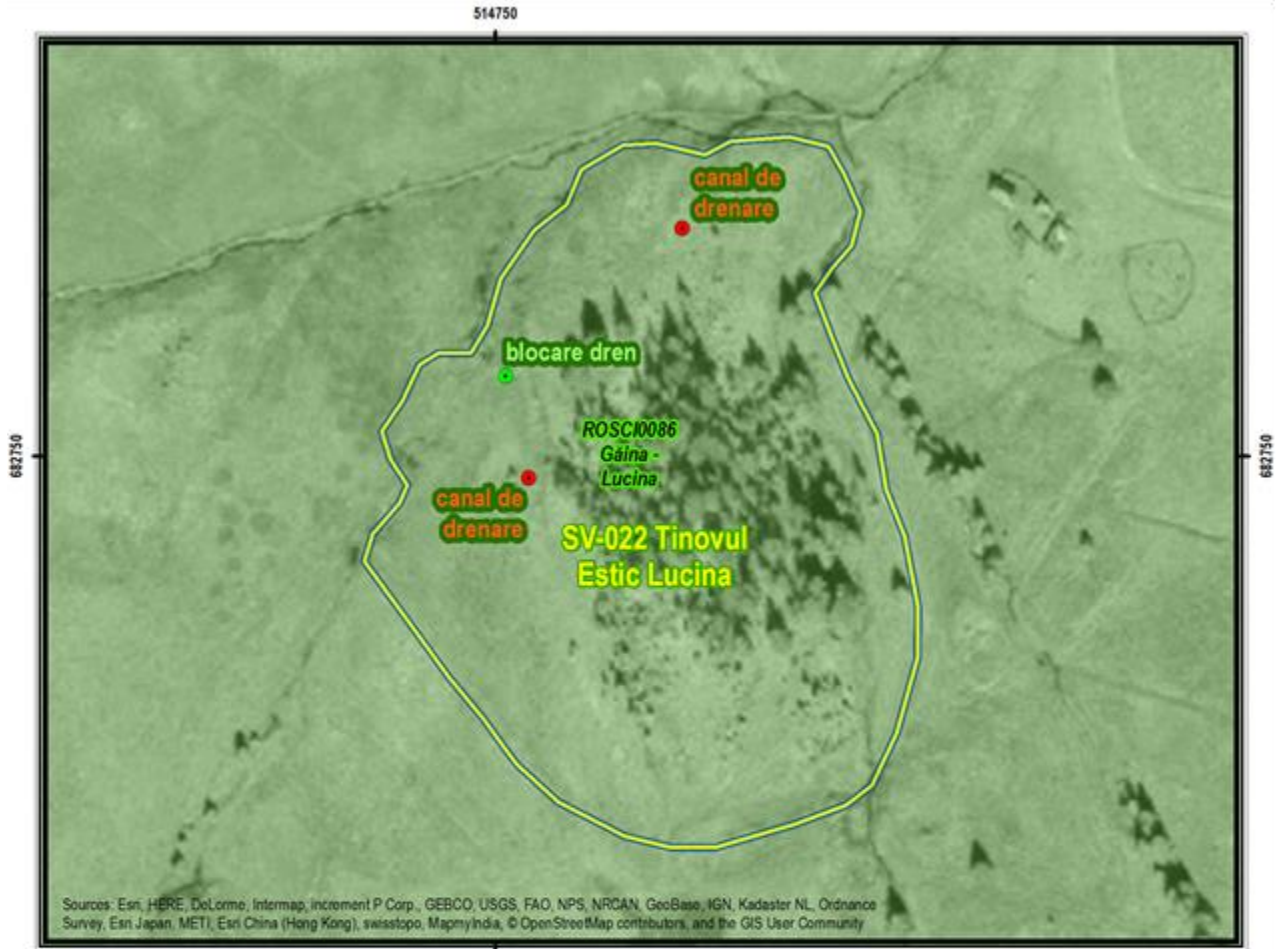 514750
canal de
drenare
blocare dren
ROSCI0086
Găina -
Lucina
682750
682750
canal de
drenare
SV-022 Tinovul
Estic Lucina
Sources: Esri, HERE, DeLorme, Intermap, increment P Corp., GEBCO, USGS, FAO, NPS, NRCAN, GeoBase, IGN, Kadaster NL, Ordnance
Survey, Esri Japan, METI, Esri China (Hong Kong), swisstopo, MapmyIndia, © OpenStreetMap contributors, and the GIS User Community